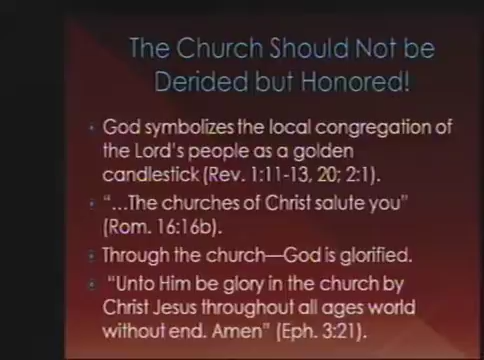 The Church Should Not be
Derided but Honored!
God symbolizes the local congregation of
the Lord's people as a golden
candlestick (Rev. 1:11-13, 20; 2:1).
"...The churches of Christ salute you"
(Rom. 16:16b).
Through the church—God is glorified.
"Unto Him be glory in the church by
Christ Jesus throughout all ages world
without end. Amen" (Eph. 3:21).